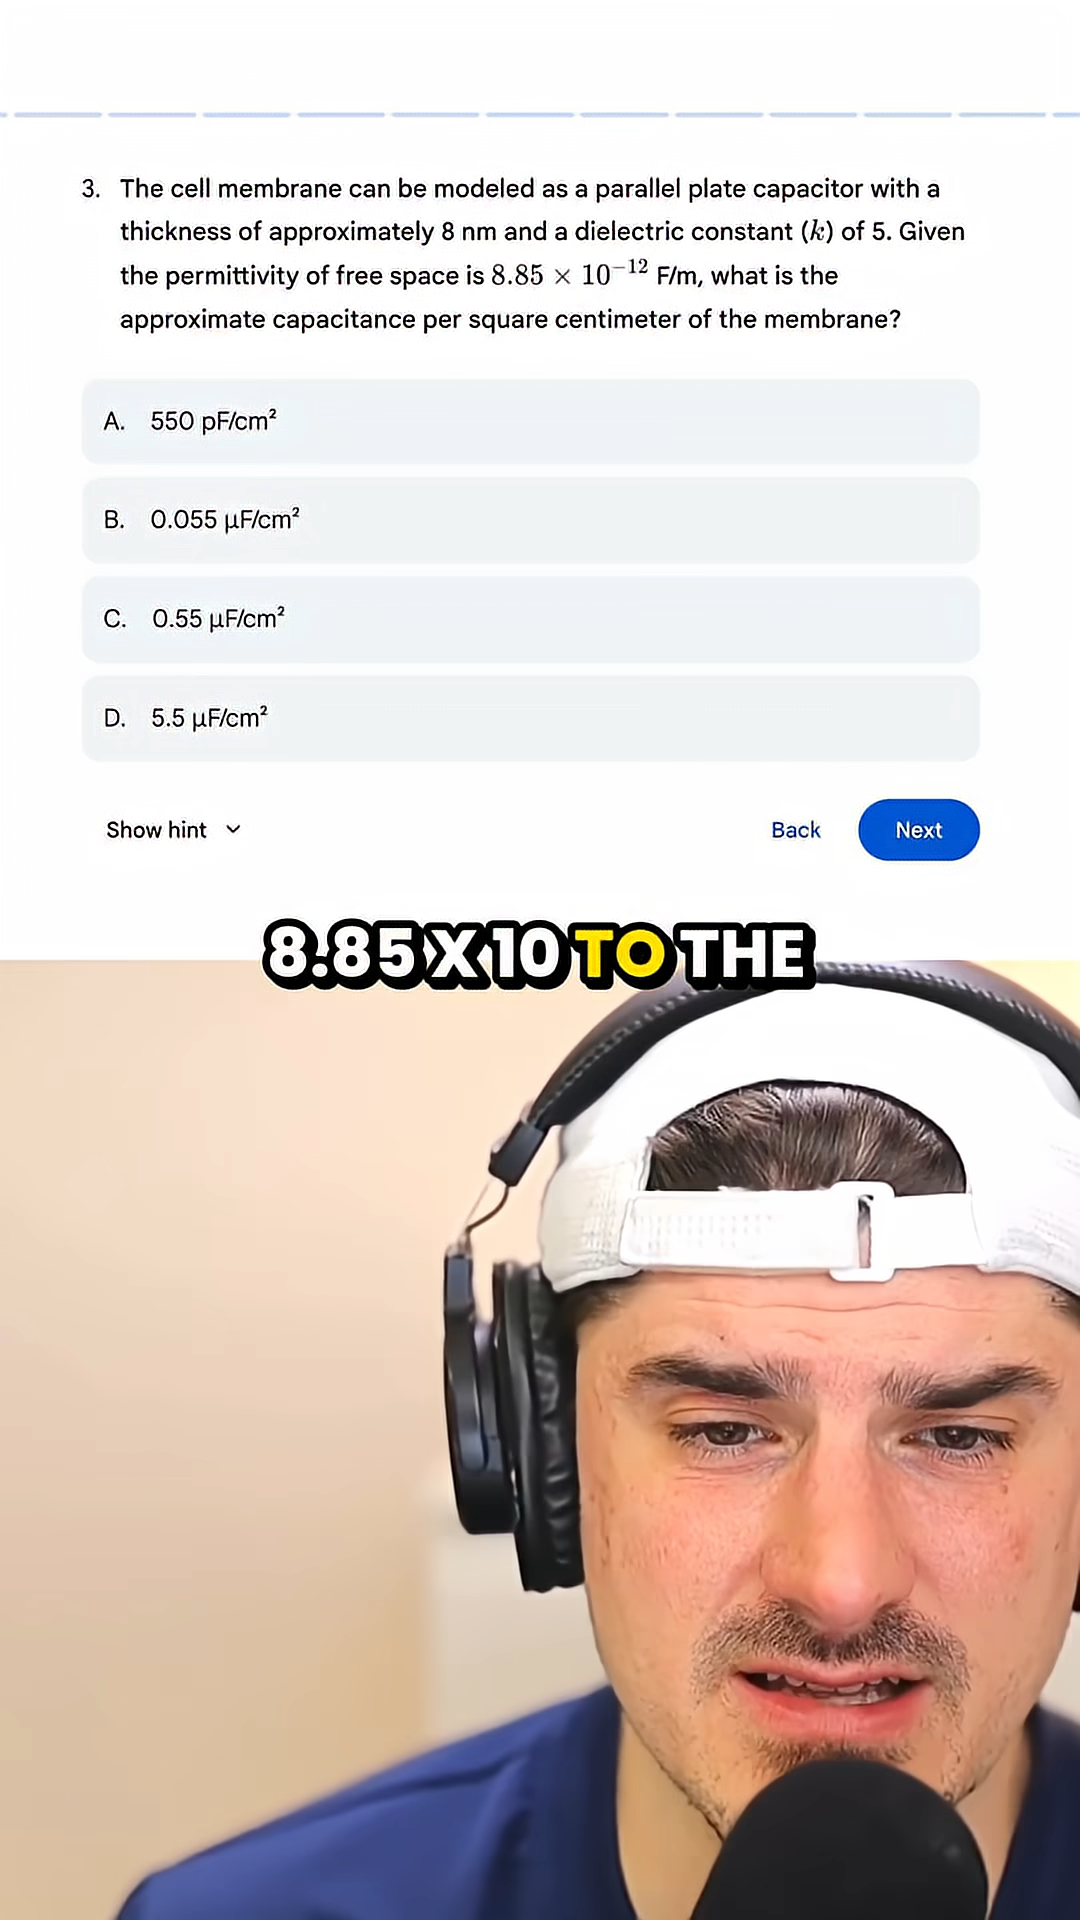 3. The cell membrane can be modeled as a parallel plate capacitor with a
thickness of approximately 8 nm and a dielectric constant (k) of 5. Given
the permittivity of free space is 8.85 × 10⁻¹² F/m, what is the
approximate capacitance per square centimeter of the membrane?
A. 550 pF/cm²
B. 0.055 µF/cm²
C. 0.55 µF/cm²
D. 5.5 µF/cm²
Show hint
Back
Next
8.85 X 10 TO THE